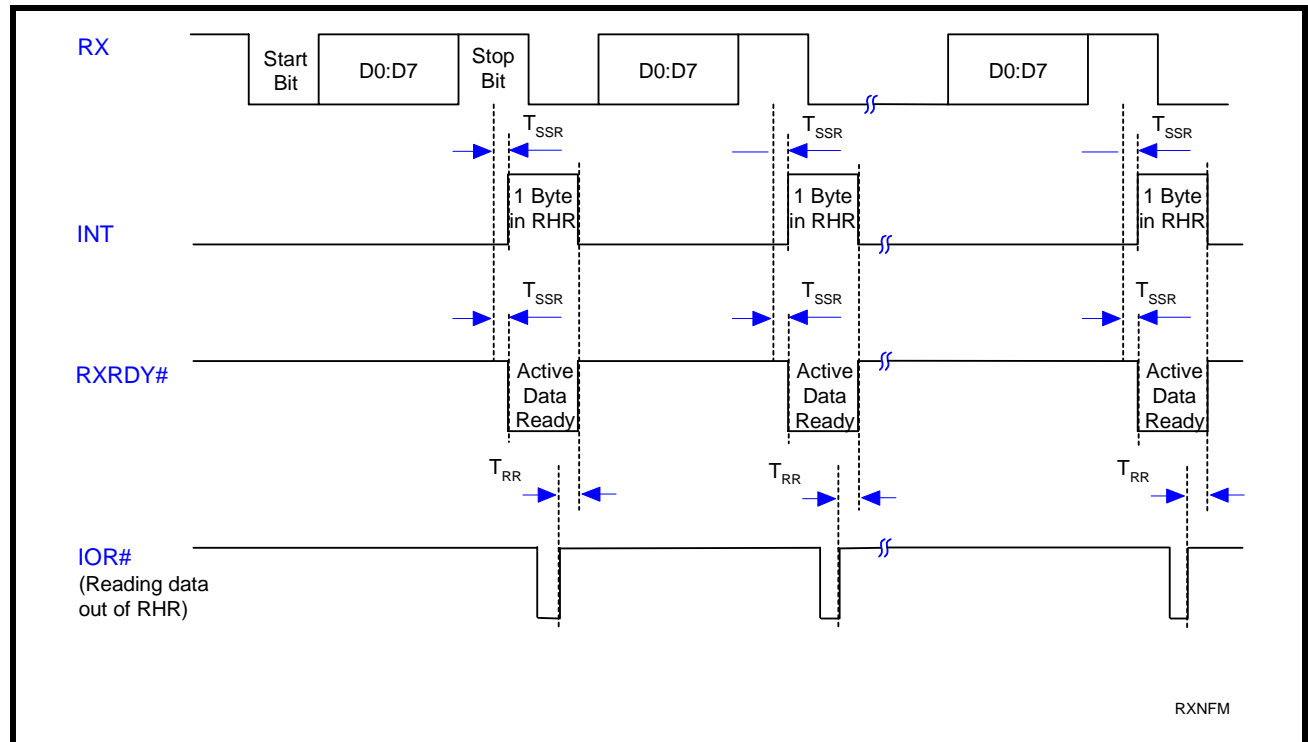 RX
Start
Bit
D0:D7
Stop
Bit
D0:D7
D0:D7
TSSR
TSSR
TSSR
INT
1 Byte
in RHR
1 Byte
in RHR
1 Byte
in RHR
TSSR
TSSR
TSSR
RXRDY#
Active
Data
Ready
Active
Data
Ready
Active
Data
Ready
TRR
TRR
TRR
IOR#
(Reading data
out of RHR)
RXNFM